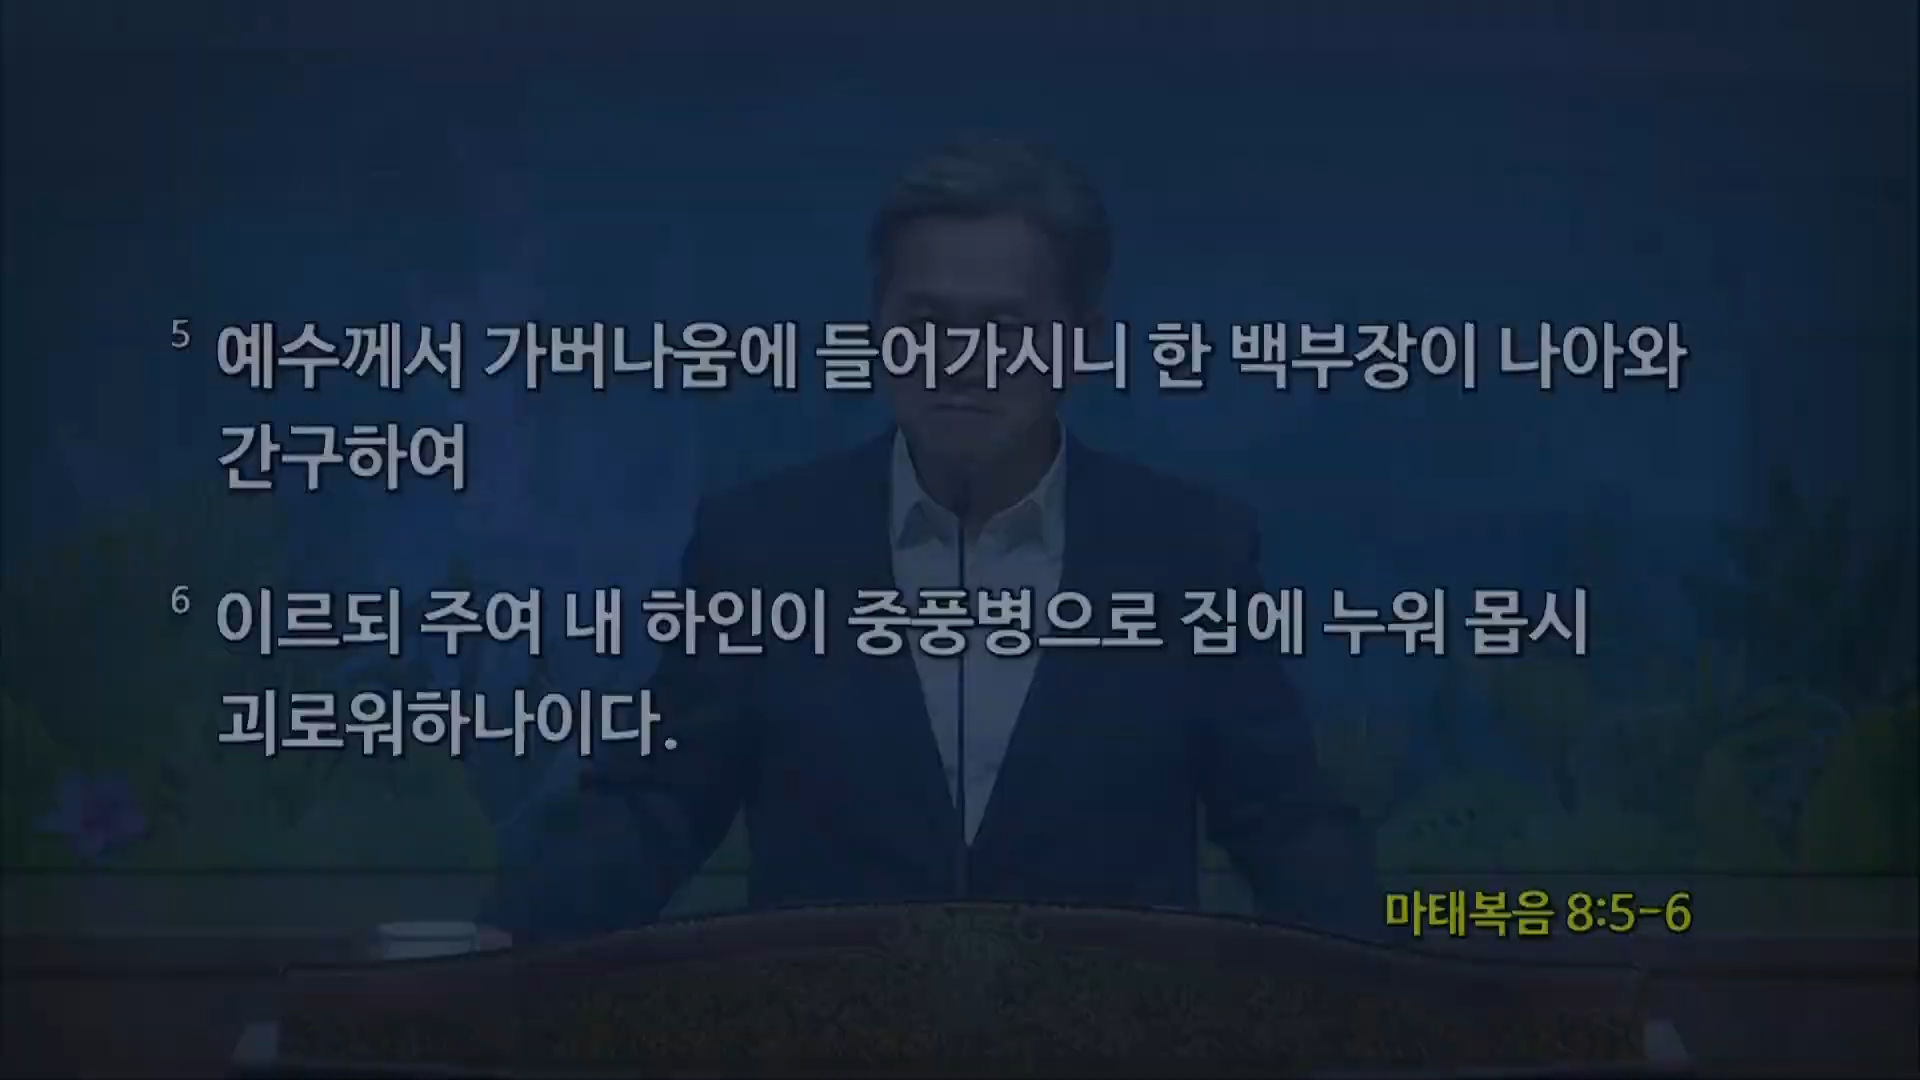 5 예수께서 가버나움에 들어가시니 한 백부장이 나아와
간구하여
6 이르되 주여 내 하인이 중풍병으로 집에 누워 몹시
괴로워하나이다.
마태복음 8:5-6